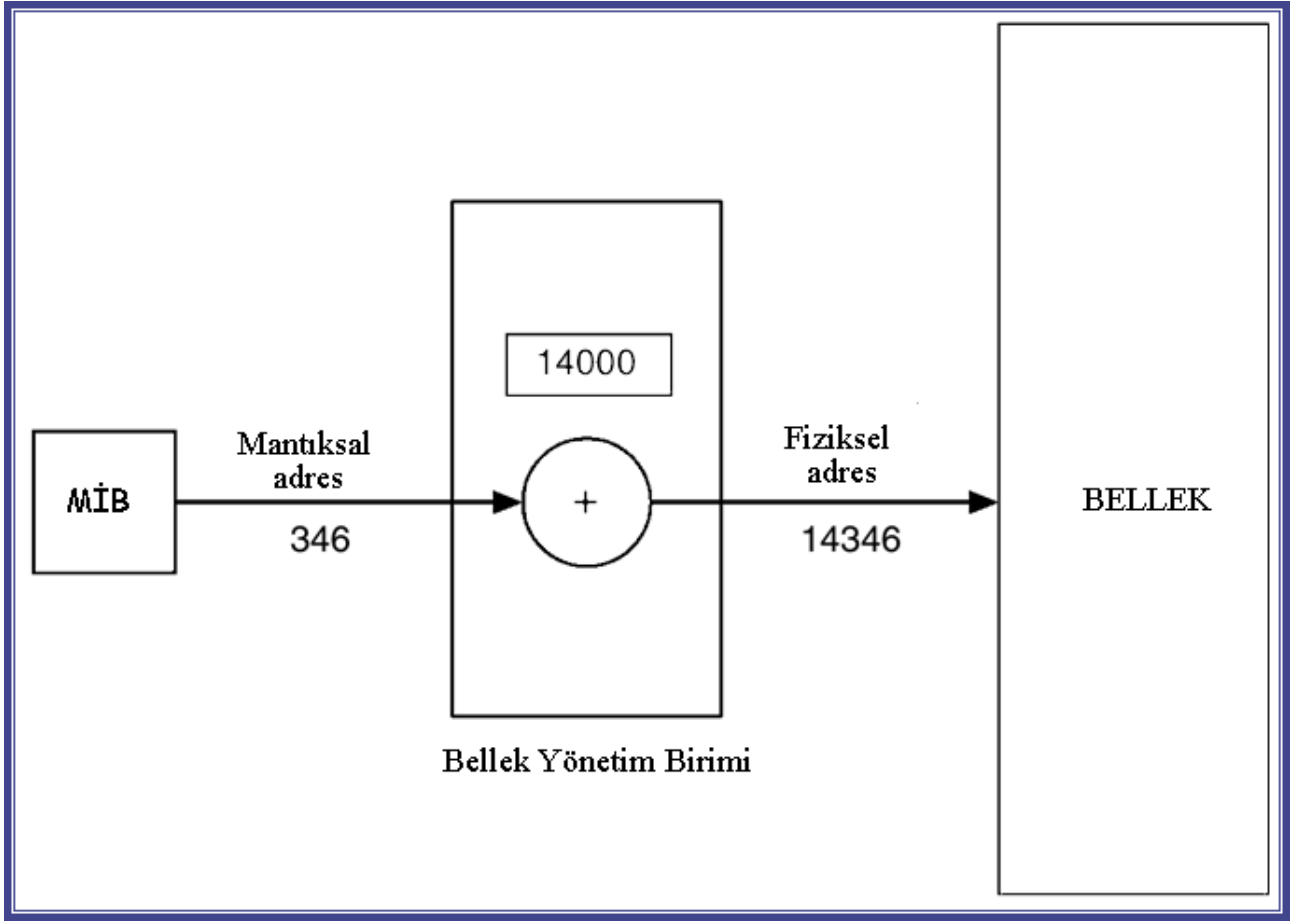 14000
Mantıksal
adres
Fiziksel
adres
MİB
+
BELLEK
346
14346
Bellek Yönetim Birimi